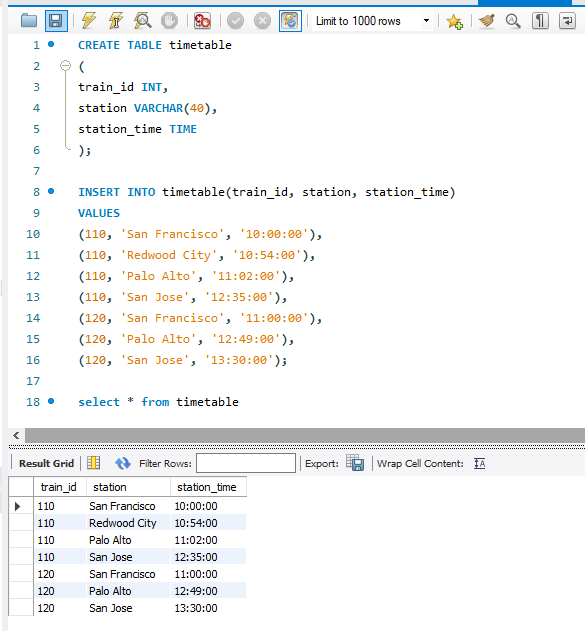 Limit to 1000 rows
1 CREATE TABLE timetable
2 (
3 train_id INT,
4 station VARCHAR(40),
5 station_time TIME
6 );
7
8 INSERT INTO timetable(train_id, station, station_time)
9 VALUES
10 (110, 'San Francisco', '10:00:00'),
11 (110, 'Redwood City', '10:54:00'),
12 (110, 'Palo Alto', '11:02:00'),
13 (110, 'San Jose', '12:35:00'),
14 (120, 'San Francisco', '11:00:00'),
15 (120, 'Palo Alto', '12:49:00'),
16 (120, 'San Jose', '13:30:00');
17
18 select * from timetable
Result Grid Filter Rows: Export: Wrap Cell Content:
train_id station station_time
110 San Francisco 10:00:00
110 Redwood City 10:54:00
110 Palo Alto 11:02:00
110 San Jose 12:35:00
120 San Francisco 11:00:00
120 Palo Alto 12:49:00
120 San Jose 13:30:00